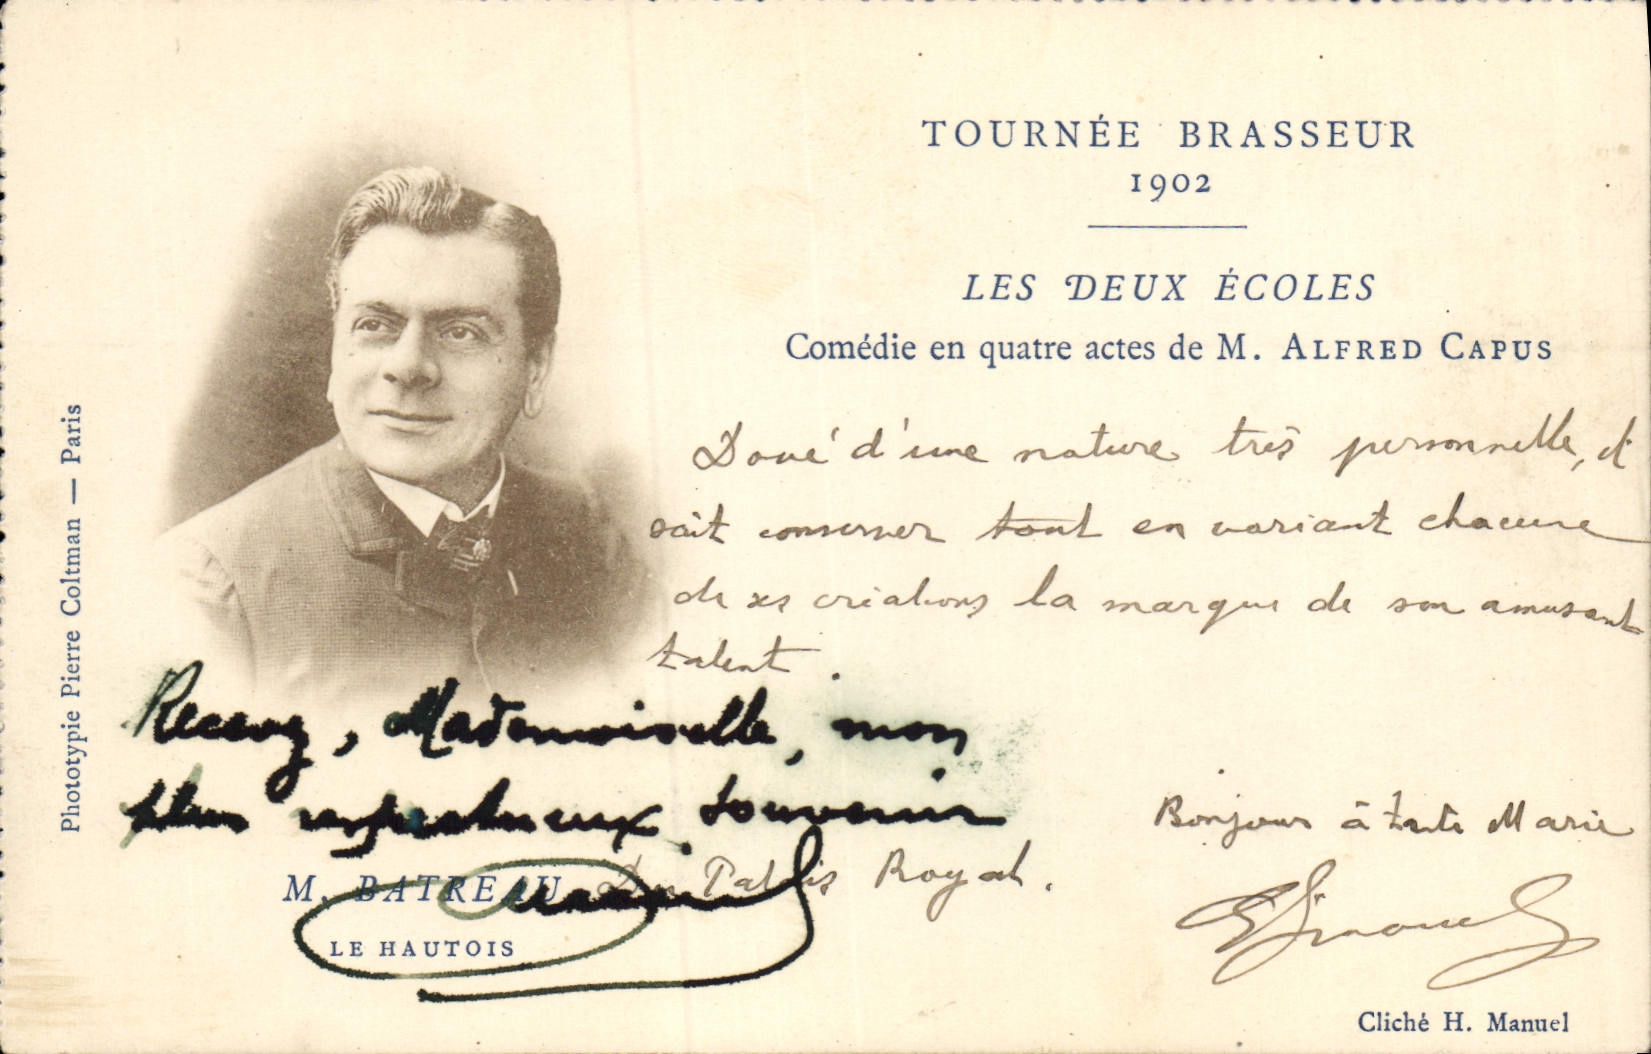 TOURNÉE BRASSEUR
1902
LES DEUX ÉCOLES
Comédie en quatre actes de M. ALFRED CAPUS
Doué d'une nature très personnelle, il
sait conserver tout en variant chacune
de ses créations la marque de son amusant
talent.
Recevez, Mademoiselle, mon
plus respectueux souvenir
Bonjour à tante Marie
M. BATREAU Du Palais Royal.
LE HAUTOIS
Cliché H. Manuel
Phototypie Pierre Coltman — Paris